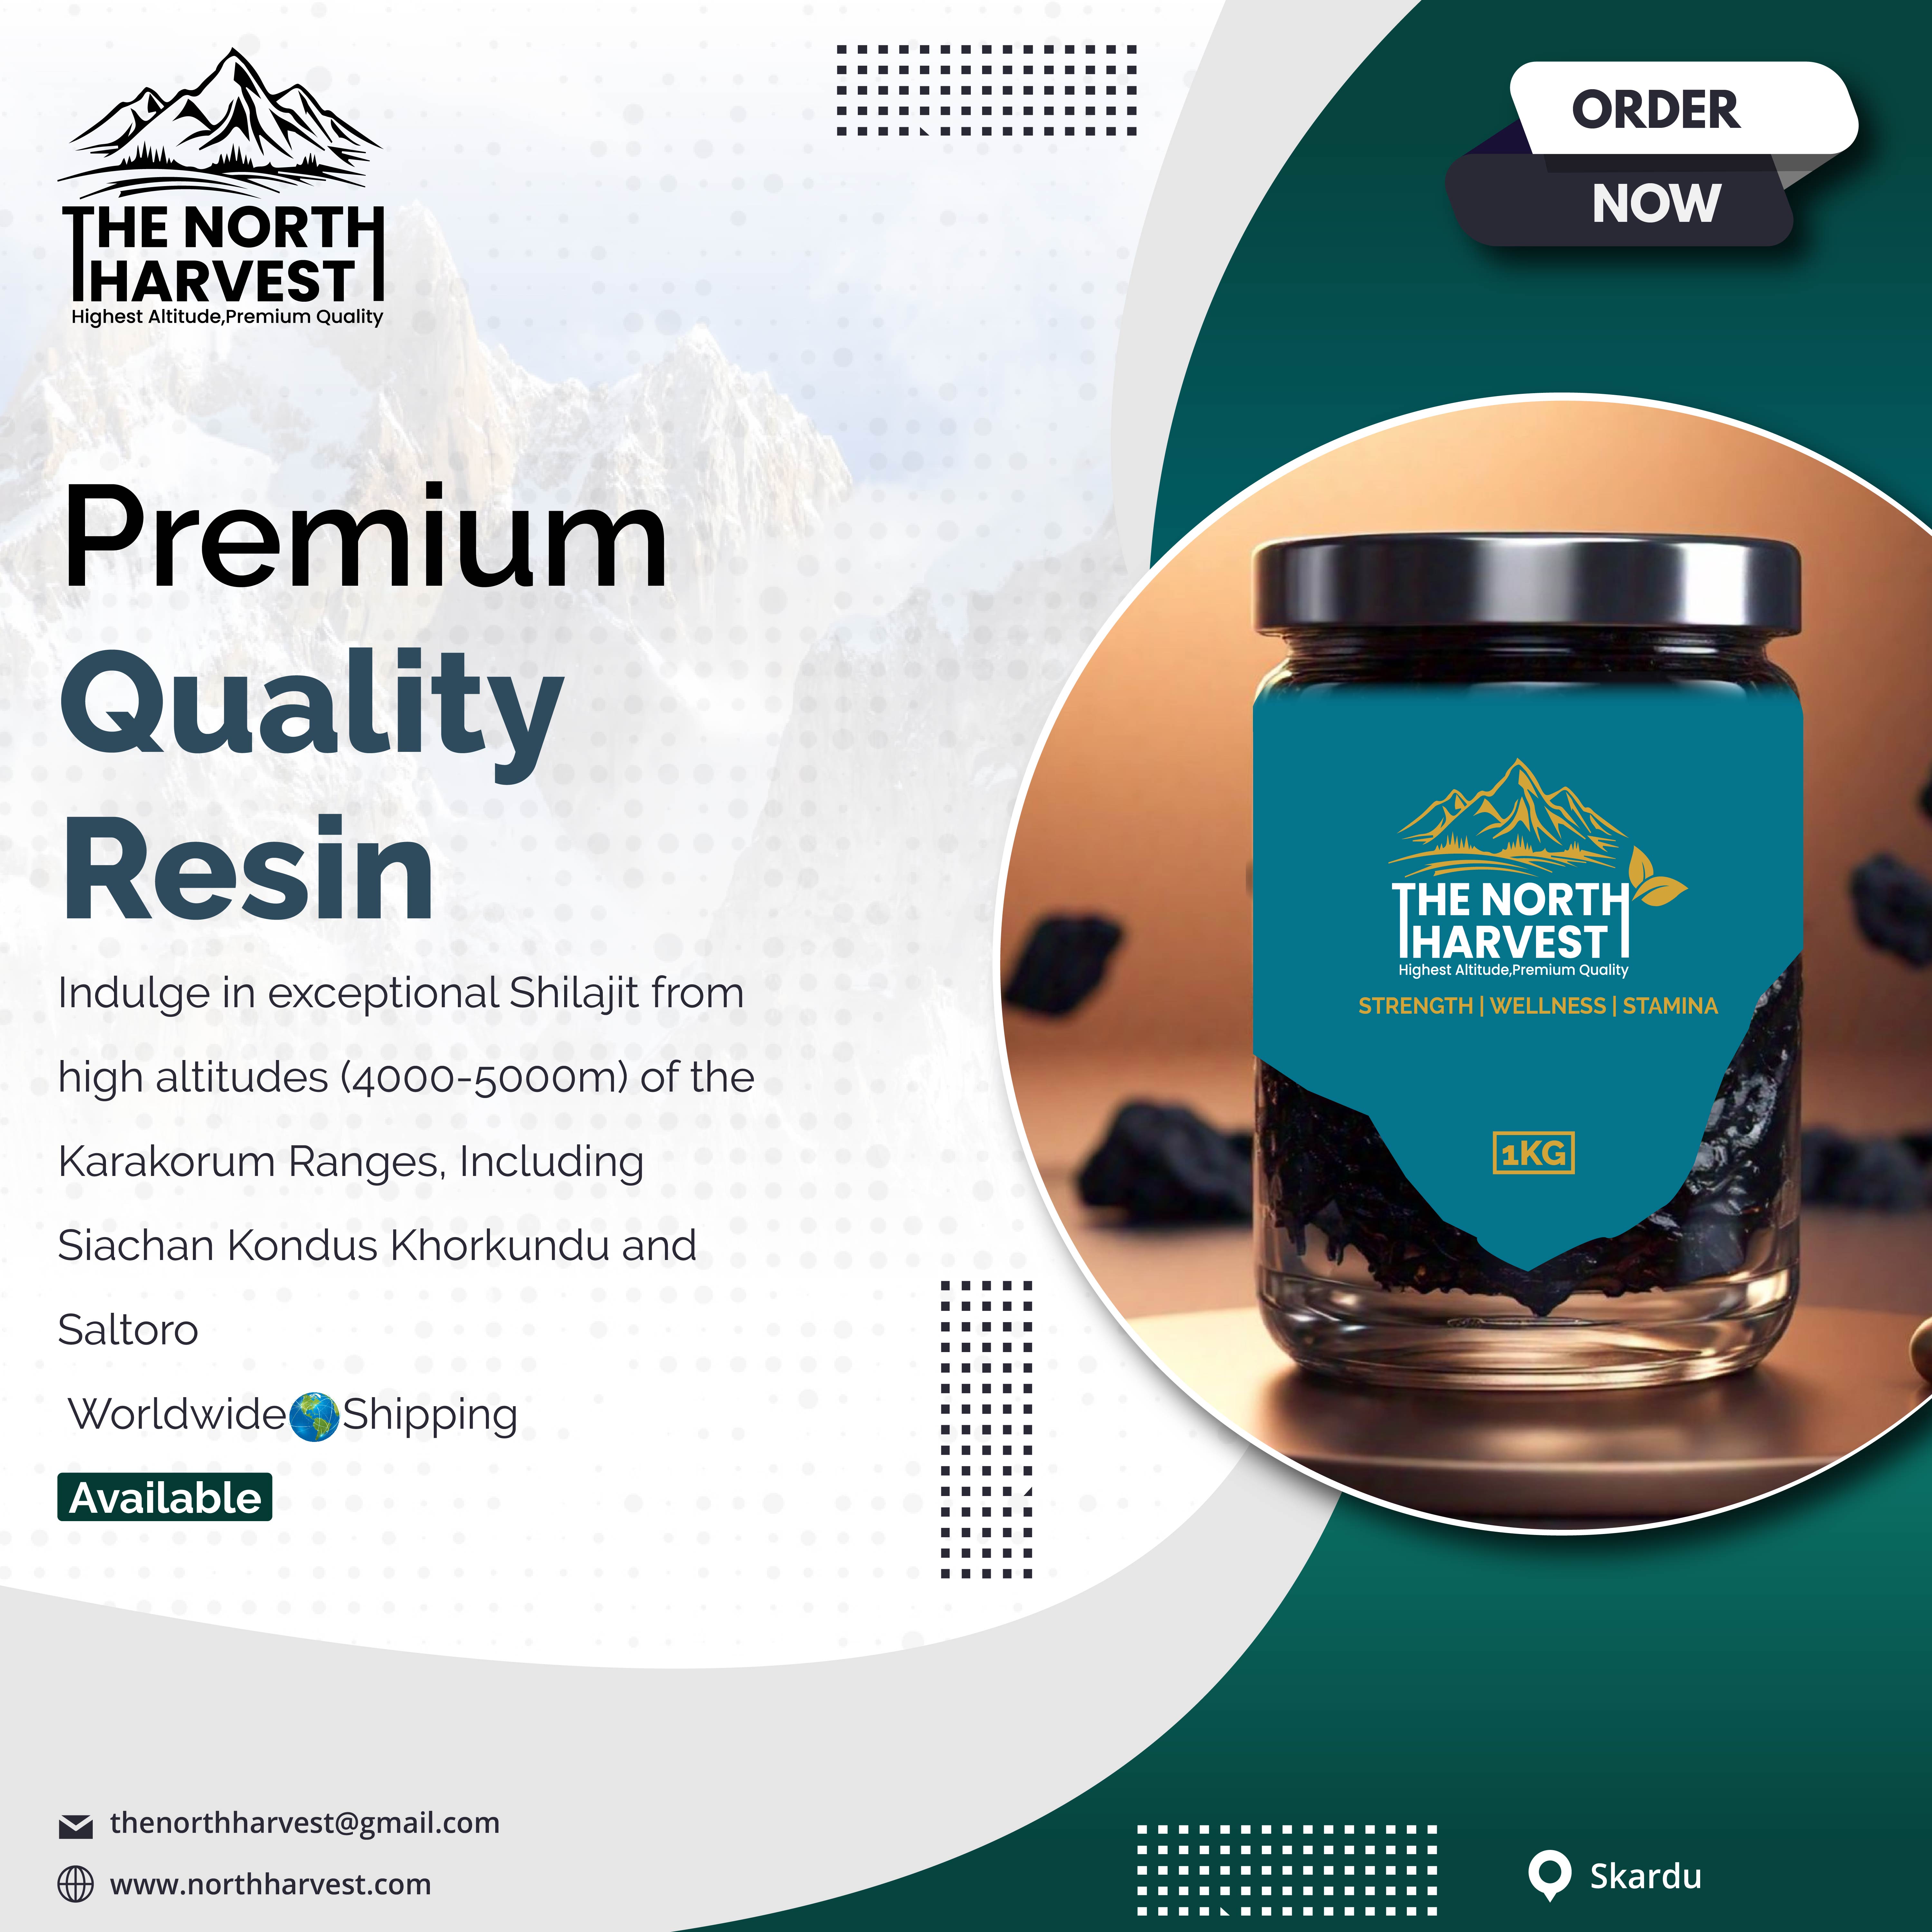 THE NORTH
HARVEST
Highest Altitude,Premium Quality
ORDER
NOW
Premium
Quality
Resin
Indulge in exceptional Shilajit from
high altitudes (4000-5000m) of the
Karakorum Ranges, Including
Siachan Kondus Khorkundu and
Saltoro
Worldwide🌎Shipping
Available
THE NORTH
HARVEST
Highest Altitude,Premium Quality
STRENGTH | WELLNESS | STAMINA
1KG
thenorthharvest@gmail.com
www.northharvest.com
Skardu